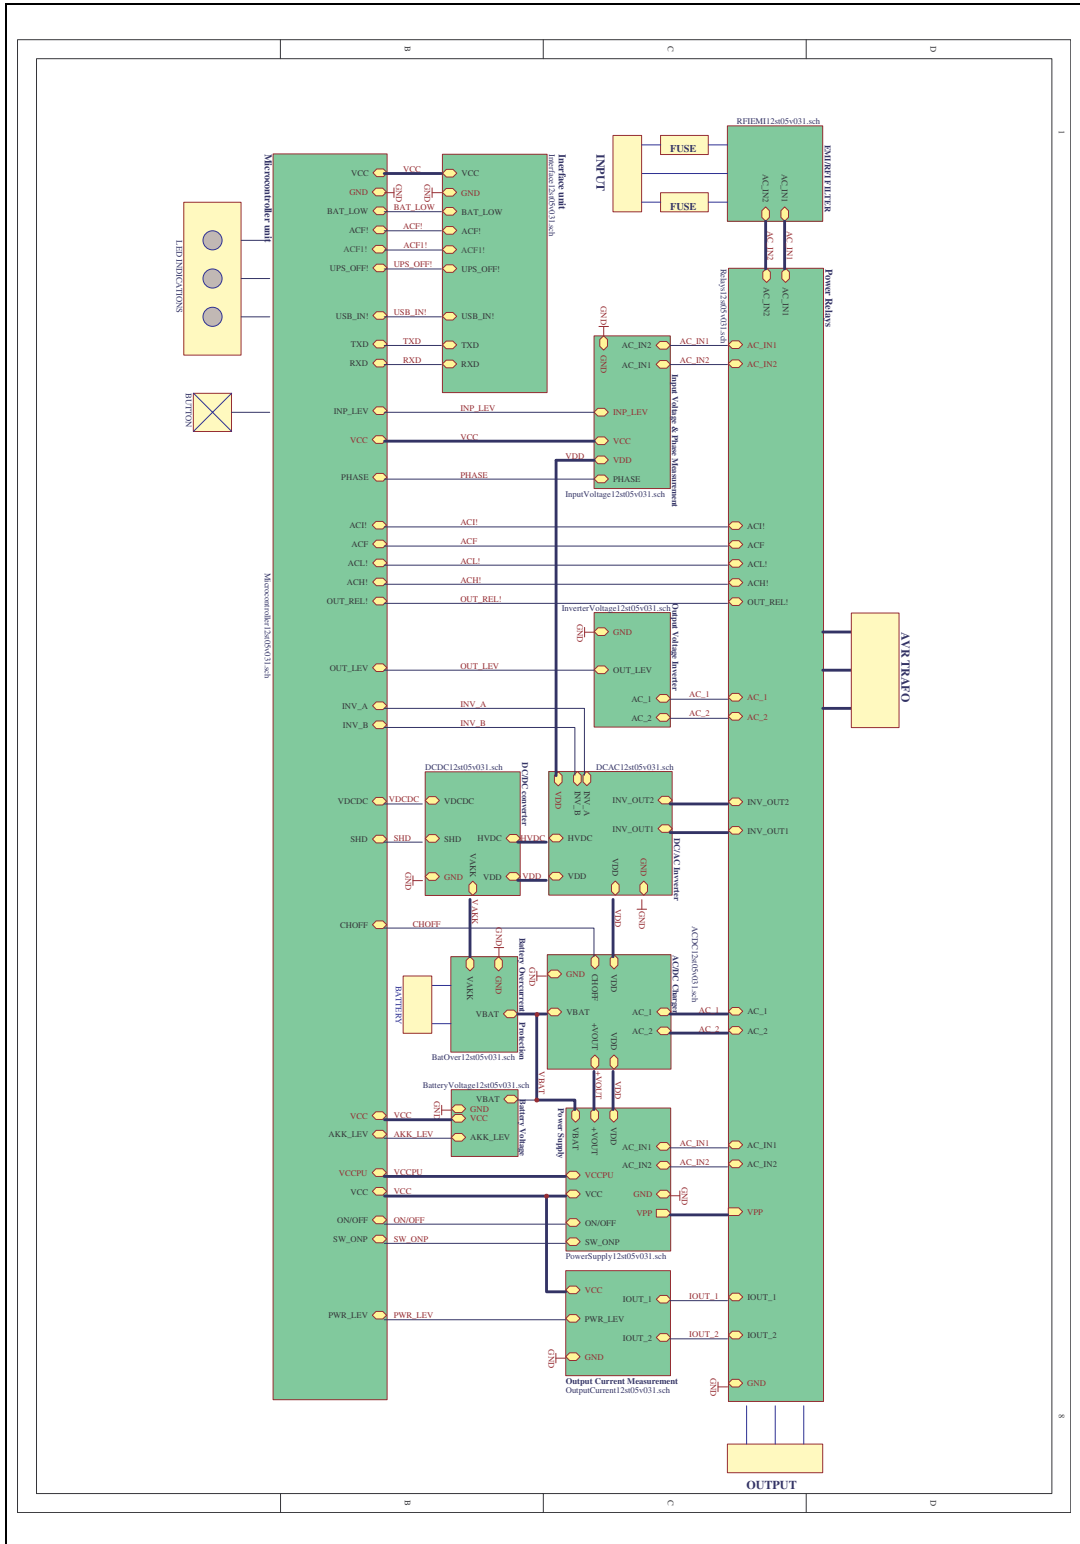 B
C
D
1
RFIEMI12st05v031.sch
EMI/RFI FILTER
AC_IN2
AC_IN1
FUSE
FUSE
INPUT
AC_IN2
AC_IN1
Microcontroller unit
VCC
GND
BAT_LOW
ACF!
ACF1!
UPS_OFF!
USB_IN!
TXD
RXD
INP_LEV
VCC
PHASE
ACI!
ACF
ACL!
ACH!
OUT_REL!
OUT_LEV
INV_A
INV_B
VDCDC
SHD
CHOFF
VCC
AKK_LEV
VCCPU
VCC
ON/OFF
SW_ONP
PWR_LEV
Microcontroller12st05v031.sch
LED INDICATIONS
BUTTON
VCC
GND
GND
BAT_LOW
ACF!
ACF1!
UPS_OFF!
USB_IN!
TXD
RXD
Inerface unit
Interface12st05v031.sch
VCC
GND
BAT_LOW
ACF!
ACF1!
UPS_OFF!
USB_IN!
TXD
RXD
INP_LEV
VCC
VDD
PHASE
GND
AC_IN2
AC_IN1
GND
INP_LEV
VCC
VDD
PHASE
Input Voltage & Phase Measurement
InputVoltage12st05v031.sch
AC_IN1
AC_IN2
Power Relays
Relays12st05v031.sch
AC_IN2
AC_IN1
AC_IN1
AC_IN2
ACI!
ACF
ACL!
ACH!
OUT_REL!
AC_1
AC_2
INV_OUT2
INV_OUT1
AC_1
AC_2
AC_IN1
AC_IN2
VPP
IOUT_1
IOUT_2
GND
GND
ACI!
ACF
ACL!
ACH!
OUT_REL!
AVR TRAFO
InverterVoltage12st05v031.sch
Output Voltage Inverter
GND
GND
OUT_LEV
AC_1
AC_2
OUT_LEV
AC_1
AC_2
INV_A
INV_B
DCDC12st05v031.sch
DC/DC converter
VDCDC
SHD
GND
HVDC
VDD
VAKK
VDCDC
SHD
GND
HVDC
VDD
DCAC12st05v031.sch
DC/AC Invverter
VDD
INV_B
INV_A
INV_OUT2
INV_OUT1
HVDC
VDD
VDD
GND
VAKK
VDD
GND
CHOFF
GND
Battery Overcurrent Protection
VAKK
GND
VBAT
BatOver12st05v031.sch
BATTERY
GND
ACDC12st05v031.sch
AC/DC Charger
GND
CHOFF
VDD
VBAT
AC_1
AC_2
+VOUT
VDD
AC_1
AC_2
VBAT
+VOUT
VDD
BatteryVoltage12st05v031.sch
Battery Voltage
VBAT
GND
VCC
AKK_LEV
GND
VCC
AKK_LEV
Power Supply
VBAT
+VOUT
VDD
AC_IN1
AC_IN2
VCCPU
VCC
GND
VPP
ON/OFF
SW_ONP
PowerSupply12st05v031.sch
AC_IN1
AC_IN2
GND
VCCPU
VCC
ON/OFF
SW_ONP
VCC
IOUT_1
PWR_LEV
IOUT_2
GND
GND
Output Current Measurement
OutputCurrent12st05v031.sch
PWR_LEV
IOUT_1
IOUT_2
OUTPUT
8
B
C
D